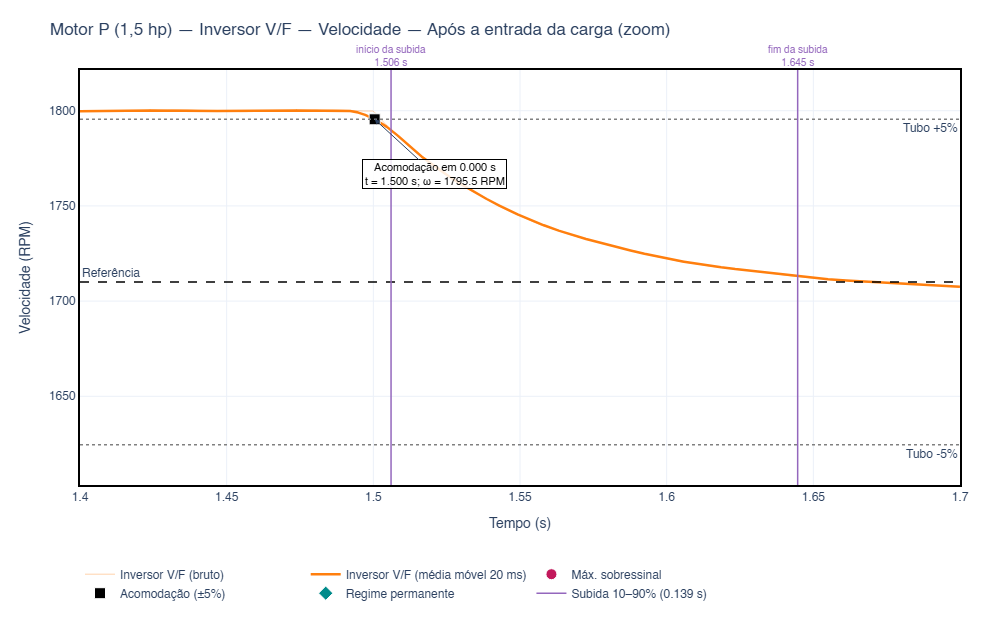 Motor P (1,5 hp) — Inversor V/F — Velocidade — Após a entrada da carga (zoom)
início da subida
1.506 s
fim da subida
1.645 s
1800
Tubo +5%
Acomodação em 0.000 s
t = 1.500 s; ω = 1795.5 RPM
1750
Referência
1700
Velocidade (RPM)
1650
Tubo -5%
1.4
1.45
1.5
1.55
1.6
1.65
1.7
Tempo (s)
Inversor V/F (bruto)
Inversor V/F (média móvel 20 ms)
Máx. sobressinal
Acomodação (±5%)
Regime permanente
Subida 10–90% (0.139 s)